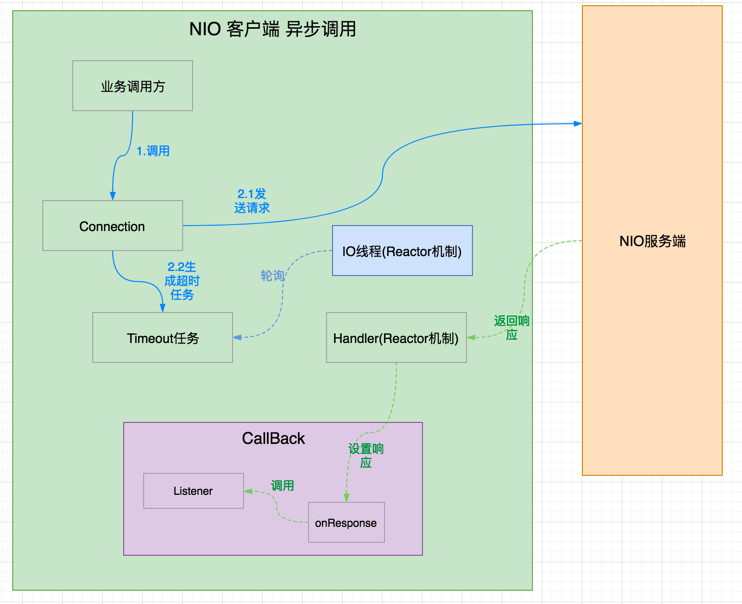 NIO 客户端 异步调用
业务调用方
1.调用
2.1发
送请求
Connection
NIO服务端
IO线程(Reactor机制)
2.2生
成超时
任务
轮询
返回响
应
Timeout任务
Handler(Reactor机制)
CallBack
设置响
应
Listener
调用
onResponse